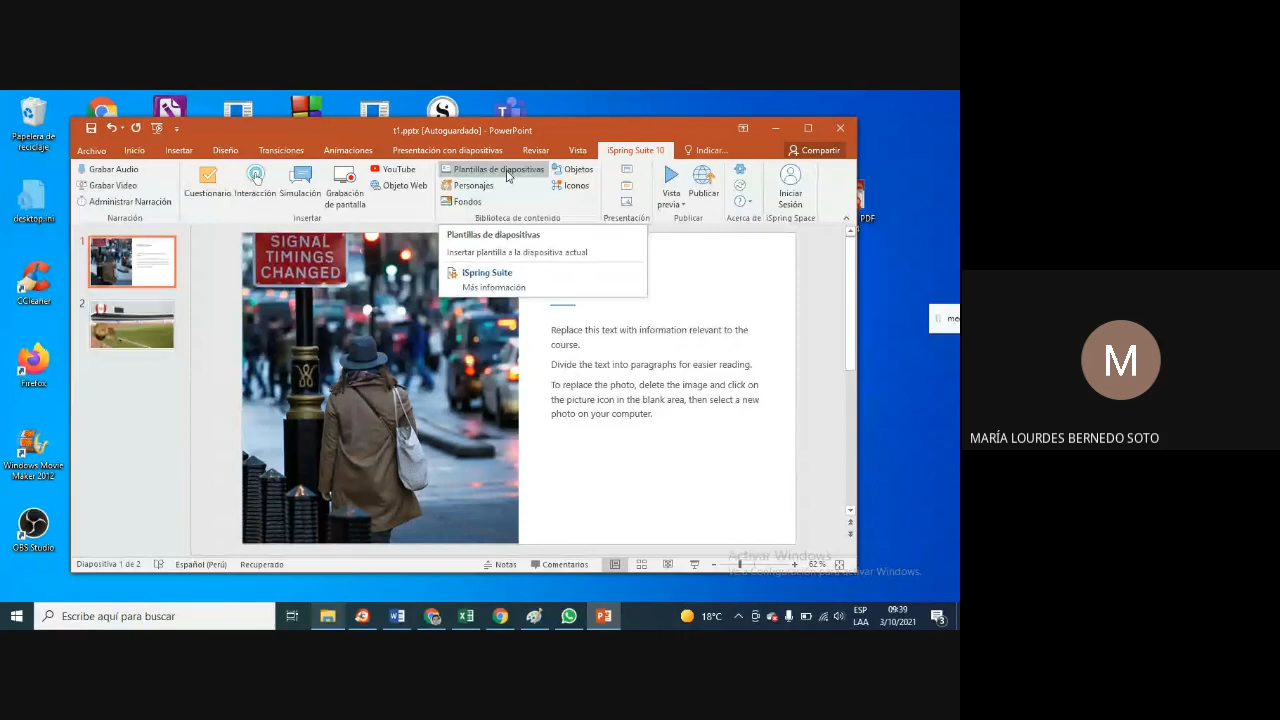 Papelera de
reciclaje
desktop.ini
CCleaner
Firefox
Windows Movie
Maker 2012
OBS Studio
S
t1.pptx [Autoguardado] - PowerPoint
Archivo
Inicio
Insertar
Diseño
Transiciones
Animaciones
Presentación con diapositivas
Revisar
Vista
iSpring Suite 10
Indicar...
Compartir
Grabar Audio
Grabar Video
Administrar Narración
Narración
Cuestionario
Interacción
Simulación
Grabación
de pantalla
YouTube
Objeto Web
Insertar
Plantillas de diapositivas
Personajes
Fondos
Objetos
Iconos
Biblioteca de contenido
Presentación
Vista
previa
Publicar
Publicar
Acerca de
Iniciar
Sesión
iSpring Space
PDF
Plantillas de diapositivas
Insertar plantilla a la diapositiva actual
iSpring Suite
Más información
1
2
SIGNAL
TIMINGS
CHANGED
Replace this text with information relevant to the
course.
Divide the text into paragraphs for easier reading.
To replace the photo, delete the image and click on
the picture icon in the blank area, then select a new
photo on your computer.
Activar Windows
Ve a Configuración para activar Windows.
Diapositiva 1 de 2
Español (Perú)
Recuperado
Notas
Comentarios
62 %
Escribe aquí para buscar
18°C
ESP
LAA
09:39
3/10/2021
3
M
MARÍA LOURDES BERNEDO SOTO